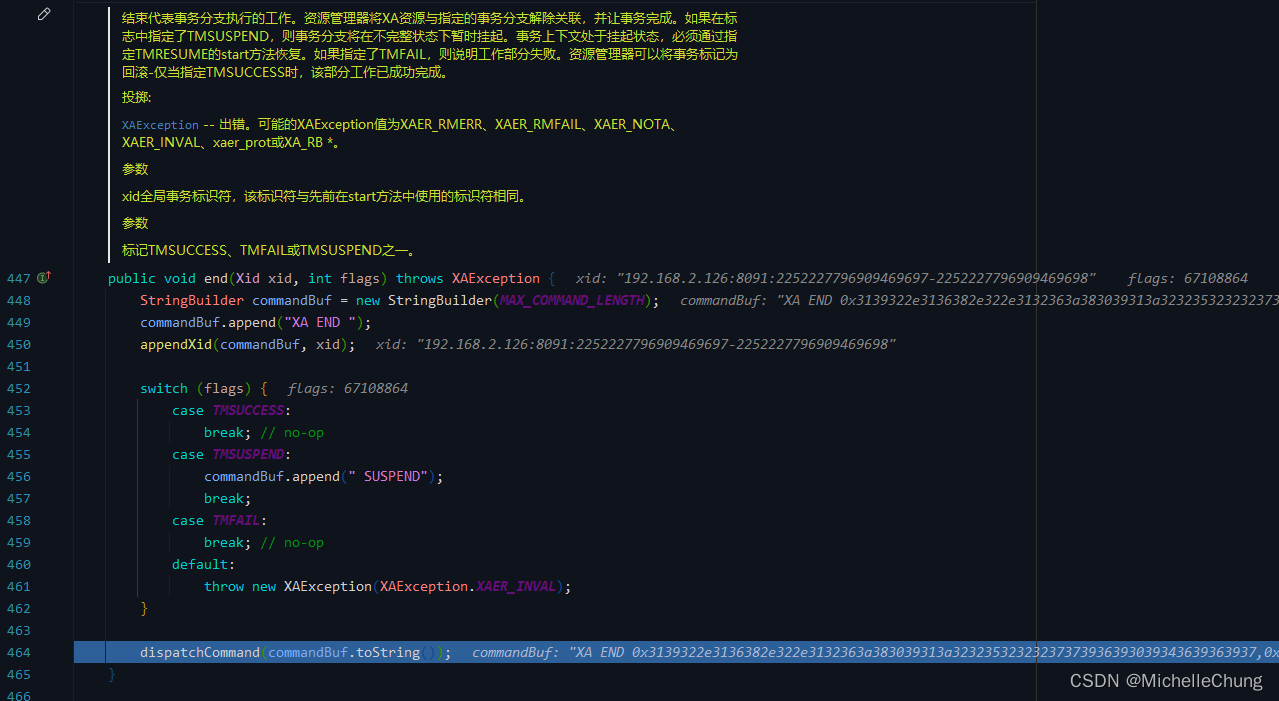 结束代表事务分支执行的工作。资源管理器将XA资源与指定的事务分支解除关联，并让事务完成。如果在标
志中指定了TMSUSPEND，则事务分支将在不完整状态下暂时挂起。事务上下文处于挂起状态，必须通过指
定TMRESUME的start方法恢复。如果指定了TMFAIL，则说明工作部分失败。资源管理器可以将事务标记为
回滚-仅当指定TMSUCCESS时，该部分工作已成功完成。
投掷:
XAException -- 出错。可能的XAException值为XAER_RMERR、XAER_RMFAIL、XAER_NOTA、
XAER_INVAL、xaer_prot或XA_RB *。
参数
xid全局事务标识符，该标识符与先前在start方法中使用的标识符相同。
参数
标记TMSUCCESS、TMFAIL或TMSUSPEND之一。
447 public void end(Xid xid, int flags) throws XAException { xid: "192.168.2.126:8091:2252227796909469697-2252227796909469698" flags: 67108864
448 StringBuilder commandBuf = new StringBuilder(MAX_COMMAND_LENGTH); commandBuf: "XA END 0x3139322e3136382e322e3132363a383039313a323235323232373
449 commandBuf.append("XA END ");
450 appendXid(commandBuf, xid); xid: "192.168.2.126:8091:2252227796909469697-2252227796909469698"
451
452 switch (flags) { flags: 67108864
453 case TMSUCCESS:
454 break; // no-op
455 case TMSUSPEND:
456 commandBuf.append(" SUSPEND");
457 break;
458 case TMFAIL:
459 break; // no-op
460 default:
461 throw new XAException(XAException.XAER_INVAL);
462 }
463
464 dispatchCommand(commandBuf.toString()); commandBuf: "XA END 0x3139322e3136382e322e3132363a383039313a32323532323237373936393039343639363937,0x
465 }
466
CSDN @MichelleChung